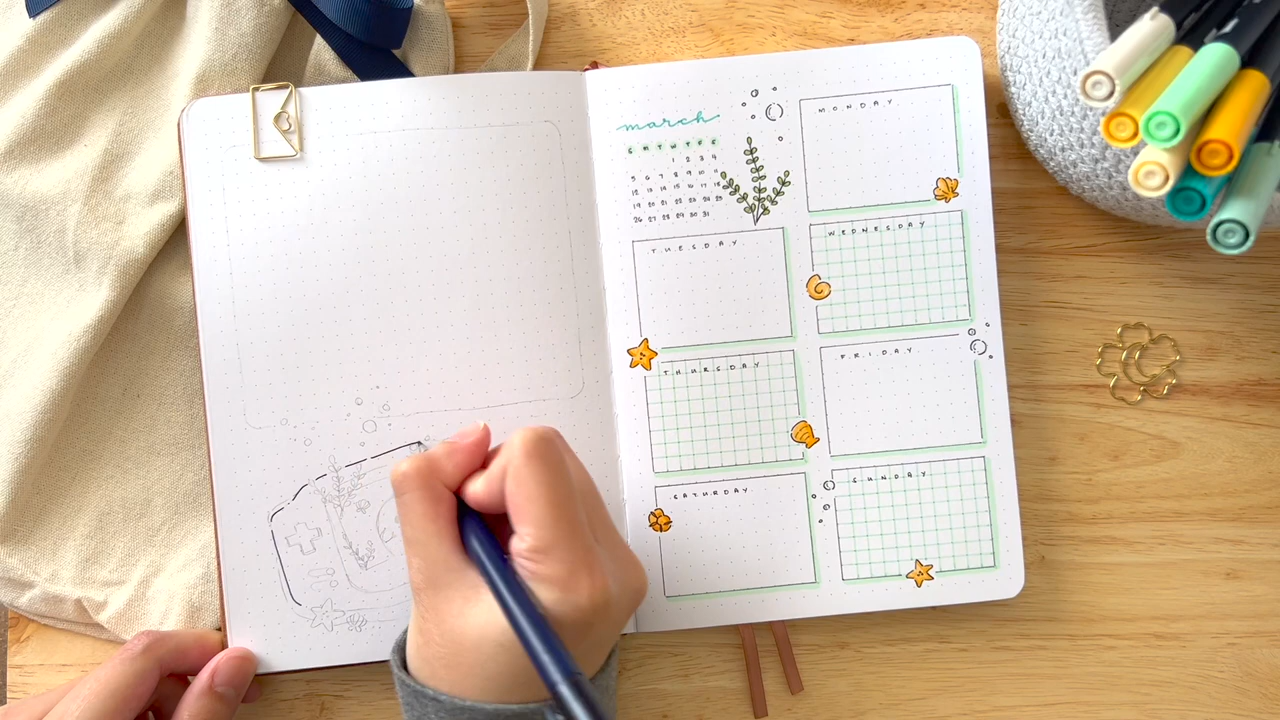 march
S M T W T F S
1 2 3 4
5 6 7 8 9 10 11
12 13 14 15 16 17 18
19 20 21 22 23 24 25
26 27 28 29 30 31
MONDAY
TUESDAY
WEDNESDAY
THURSDAY
FRIDAY
SATURDAY
SUNDAY